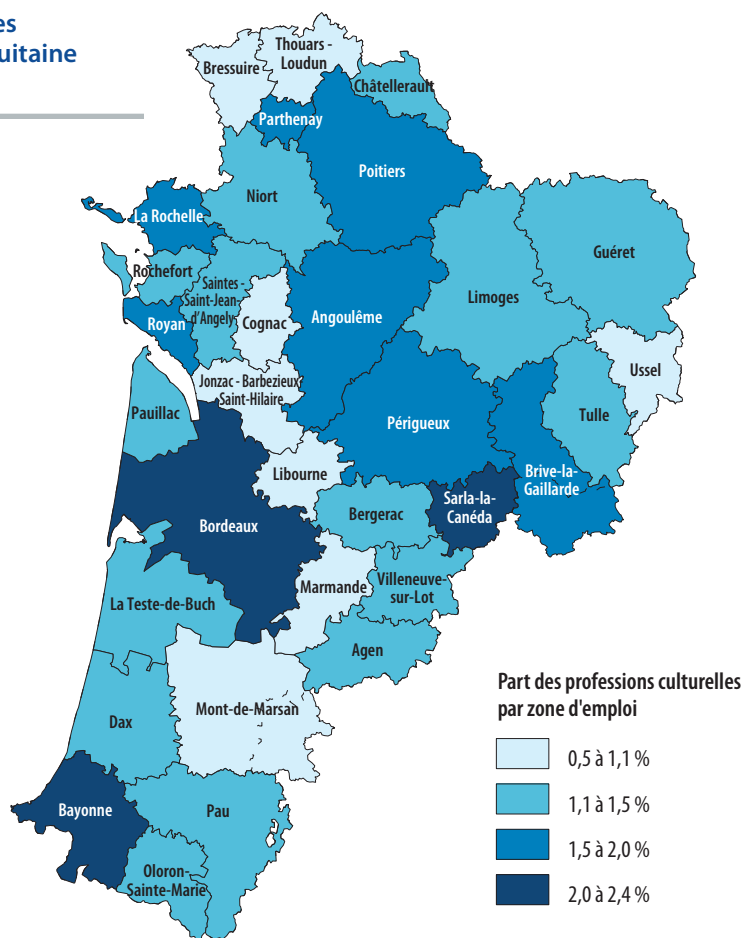 es
uitaine
Thouars -
Loudun
Bressuire
Châtellerault
Parthenay
Poitiers
Niort
La Rochelle
Guéret
Rochefort
Saintes -
Saint-Jean-
d'Angely
Limoges
Royan
Cognac
Angoulême
Ussel
Jonzac - Barbezieux
Saint-Hilaire
Pauillac
Périgueux
Tulle
Libourne
Brive-la-
Gaillarde
Sarla-la-
Canéda
Bergerac
Bordeaux
Marmande
Villeneuve-
sur-Lot
La Teste-de-Buch
Agen
Mont-de-Marsan
Dax
Bayonne
Pau
Oloron-
Sainte-Marie
Part des professions culturelles
par zone d'emploi
0,5 à 1,1 %
1,1 à 1,5 %
1,5 à 2,0 %
2,0 à 2,4 %